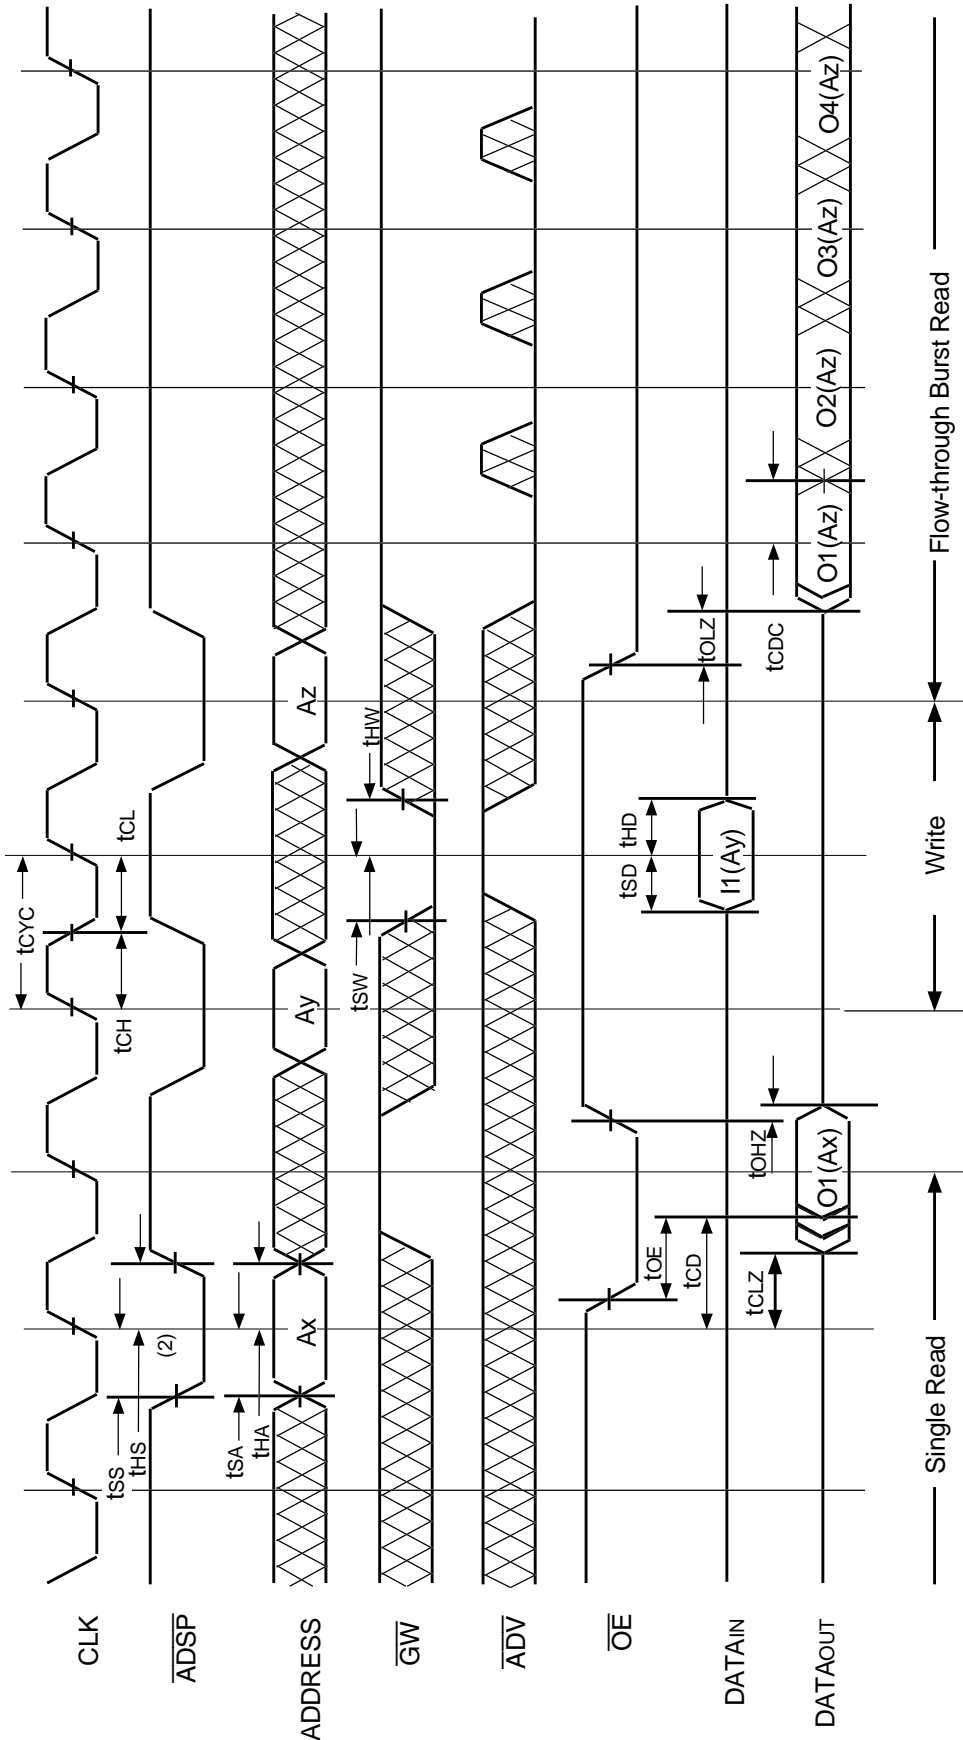 CLK
tCYC
tCH
tCL
ADSP
tSS
tHS
(2)
ADDRESS
tSA
tHA
Ax
Ay
Az
GW
tSW
tHW
ADV
OE
tOE
tOHZ
tOLZ
DATAIN
tSD
tHD
I1(Ay)
tCD
tCLZ
tCDC
DATAOUT
O1(Ax)
O1(Az)
O2(Az)
O3(Az)
O4(Az)
Single Read
Write
Flow-through Burst Read